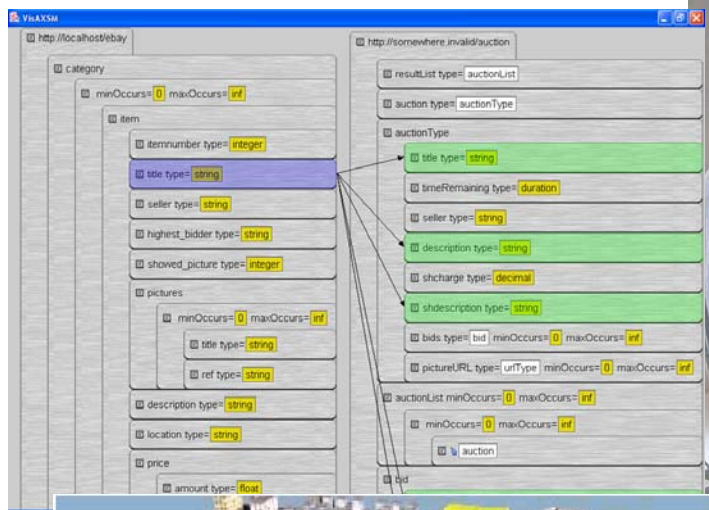 VisAXSM
http://localhost/ebay
category
minOccurs= 0 maxOccurs= inf
item
itemnumber type= integer
title type= string
seller type= string
highest_bidder type= string
showed_picture type= integer
pictures
minOccurs= 0 maxOccurs= inf
title type= string
ref type= string
description type= string
location type= string
price
amount type= float
http://somewhere.invalid/auction
resultList type= auctionList
auction type= auctionType
auctionType
title type= string
timeRemaining type= duration
seller type= string
description type= string
shcharge type= decimal
shdescription type= string
bids type= bid minOccurs= 0 maxOccurs= inf
pictureURL type= urlType minOccurs= 0 maxOccurs= inf
auctionList minOccurs= 0 maxOccurs= inf
minOccurs= 0 maxOccurs= inf
auction
bid